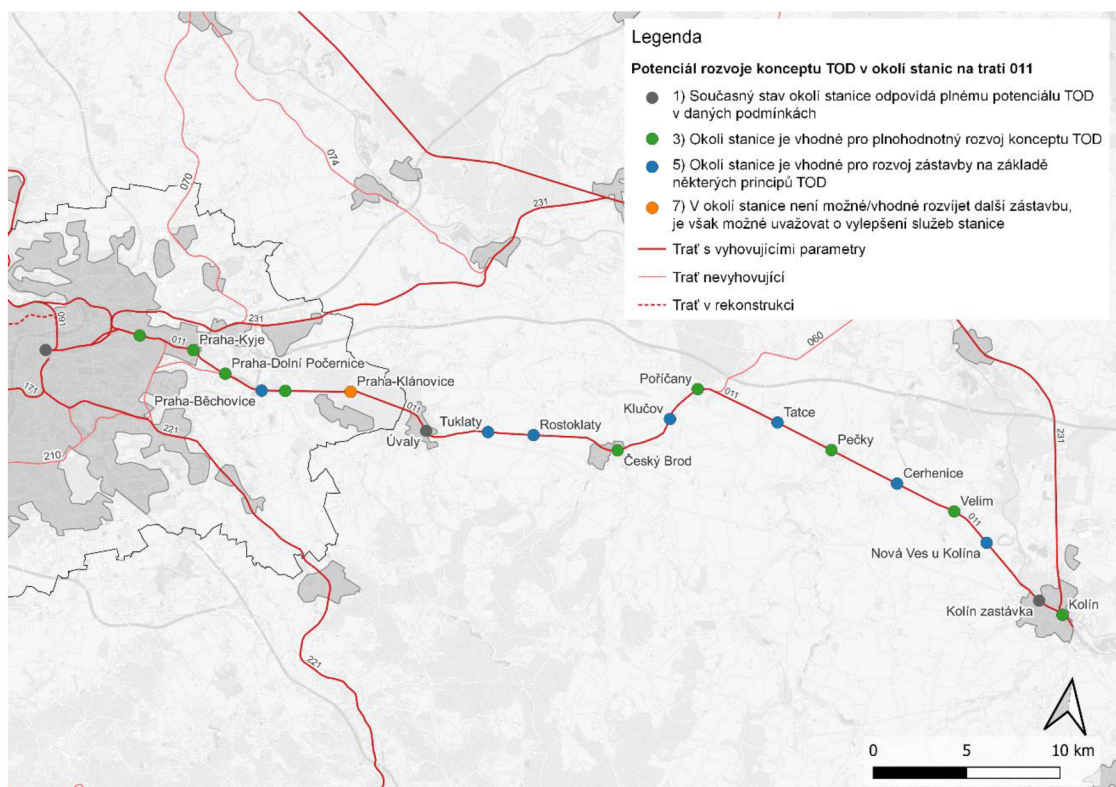 Legenda
Potenciál rozvoje konceptu TOD v okolí stanic na trati 011
1) Současný stav okolí stanice odpovídá plnému potenciálu TOD
v daných podmínkách
3) Okolí stanice je vhodné pro plnohodnotný rozvoj konceptu TOD
5) Okolí stanice je vhodné pro rozvoj zástavby na základě
některých principů TOD
7) V okolí stanice není možné/vhodné rozvíjet další zástavbu,
je však možné uvažovat o vylepšení služeb stanice
Trať s vyhovujícími parametry
Trať nevyhovující
Trať v rekonstrukci
074
070
231
231
091
011
060
Praha-Kyje
Praha-Dolní Počernice
Praha-Běchovice
Praha-Klánovice
171
011
Tuklaty
Úvaly
Rostoklaty
Poříčany
011
Klučov
Český Brod
Tatce
Pečky
Cerhenice
Velim
011
Nová Ves u Kolína
231
221
210
Kolín zastávka
Kolín
221
0 5 10 km